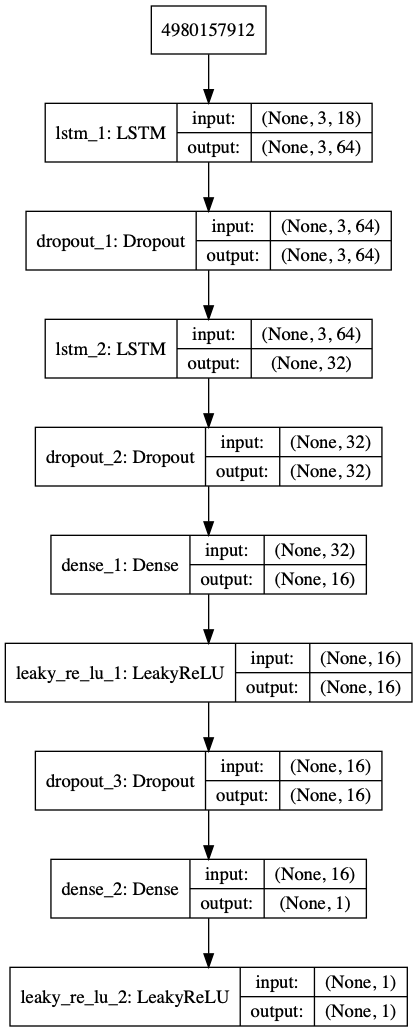 4980157912
lstm_1: LSTM
input: (None, 3, 18)
output: (None, 3, 64)
dropout_1: Dropout
input: (None, 3, 64)
output: (None, 3, 64)
lstm_2: LSTM
input: (None, 3, 64)
output: (None, 32)
dropout_2: Dropout
input: (None, 32)
output: (None, 32)
dense_1: Dense
input: (None, 32)
output: (None, 16)
leaky_re_lu_1: LeakyReLU
input: (None, 16)
output: (None, 16)
dropout_3: Dropout
input: (None, 16)
output: (None, 16)
dense_2: Dense
input: (None, 16)
output: (None, 1)
leaky_re_lu_2: LeakyReLU
input: (None, 1)
output: (None, 1)